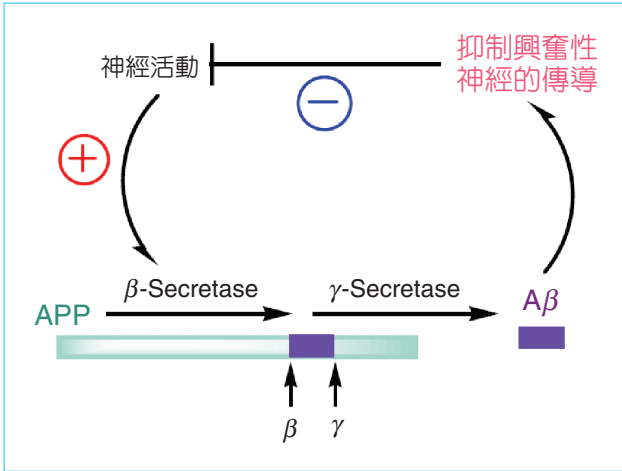 神經活動
抑制興奮性
神經的傳導
−
+
β-Secretase
γ-Secretase
APP
Aβ
β
γ